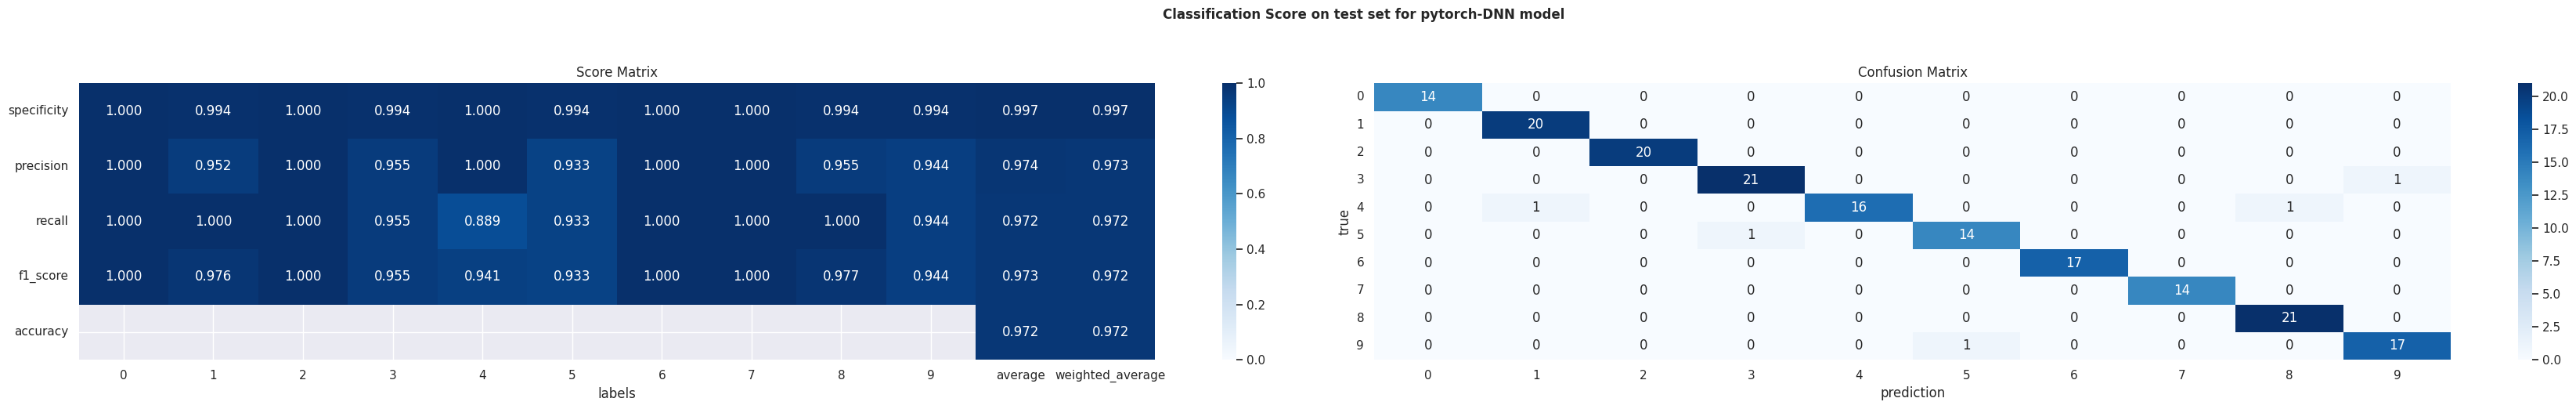 Classification Score on test set for pytorch-DNN model
Score Matrix
specificity 1.000 0.994 1.000 0.994 1.000 0.994 1.000 1.000 0.994 0.994 0.997 0.997
precision 1.000 0.952 1.000 0.955 1.000 0.933 1.000 1.000 0.955 0.944 0.974 0.973
recall 1.000 1.000 1.000 0.955 0.889 0.933 1.000 1.000 1.000 0.944 0.972 0.972
f1_score 1.000 0.976 1.000 0.955 0.941 0.933 1.000 1.000 0.977 0.944 0.973 0.972
accuracy 0.972 0.972
0 1 2 3 4 5 6 7 8 9 average weighted_average
labels
1.0
0.8
0.6
0.4
0.2
0.0
Confusion Matrix
true
0 14 0 0 0 0 0 0 0 0 0
1 0 20 0 0 0 0 0 0 0 0
2 0 0 20 0 0 0 0 0 0 0
3 0 0 0 21 0 0 0 0 0 1
4 0 1 0 0 16 0 0 0 1 0
5 0 0 0 1 0 14 0 0 0 0
6 0 0 0 0 0 0 17 0 0 0
7 0 0 0 0 0 0 0 14 0 0
8 0 0 0 0 0 0 0 0 21 0
9 0 0 0 0 0 1 0 0 0 17
0 1 2 3 4 5 6 7 8 9
prediction
20.0
17.5
15.0
12.5
10.0
7.5
5.0
2.5
0.0